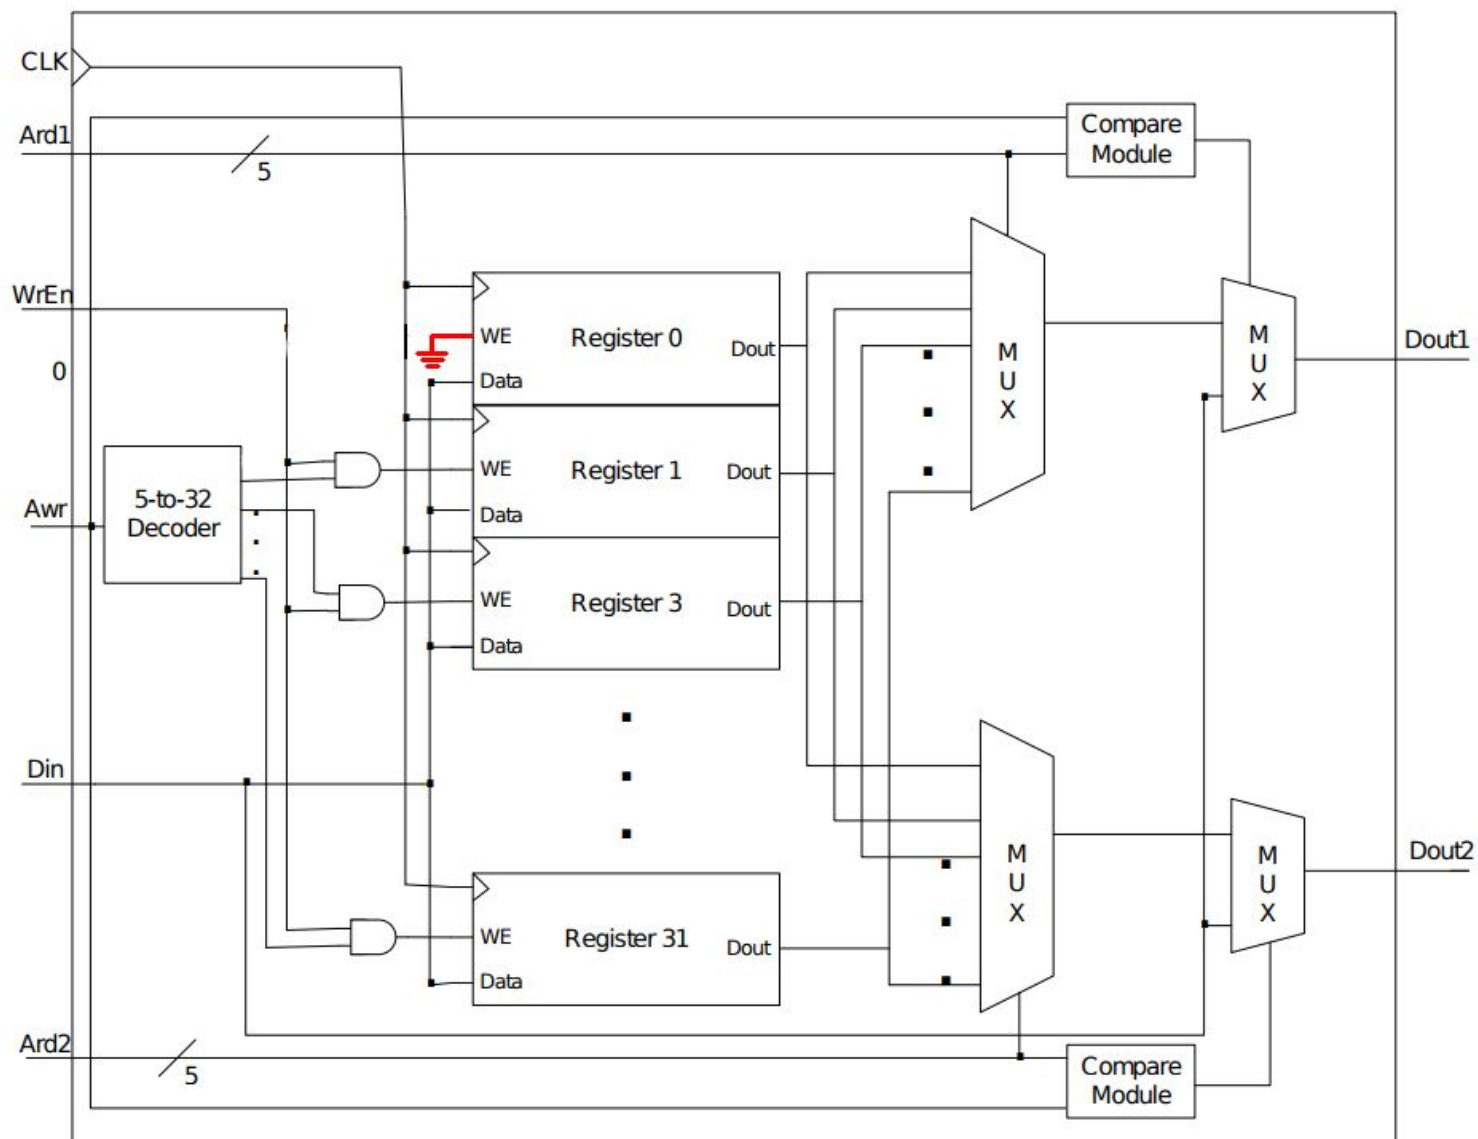 CLK
Ard1
5
Compare
Module
WrEn
0
WE
Register 0
Dout
Data
M
U
X
M
U
X
Dout1
WE
Register 1
Dout
Data
5-to-32
Decoder
Awr
WE
Register 3
Dout
Data
Din
M
U
X
M
U
X
Dout2
WE
Register 31
Dout
Data
Ard2
5
Compare
Module